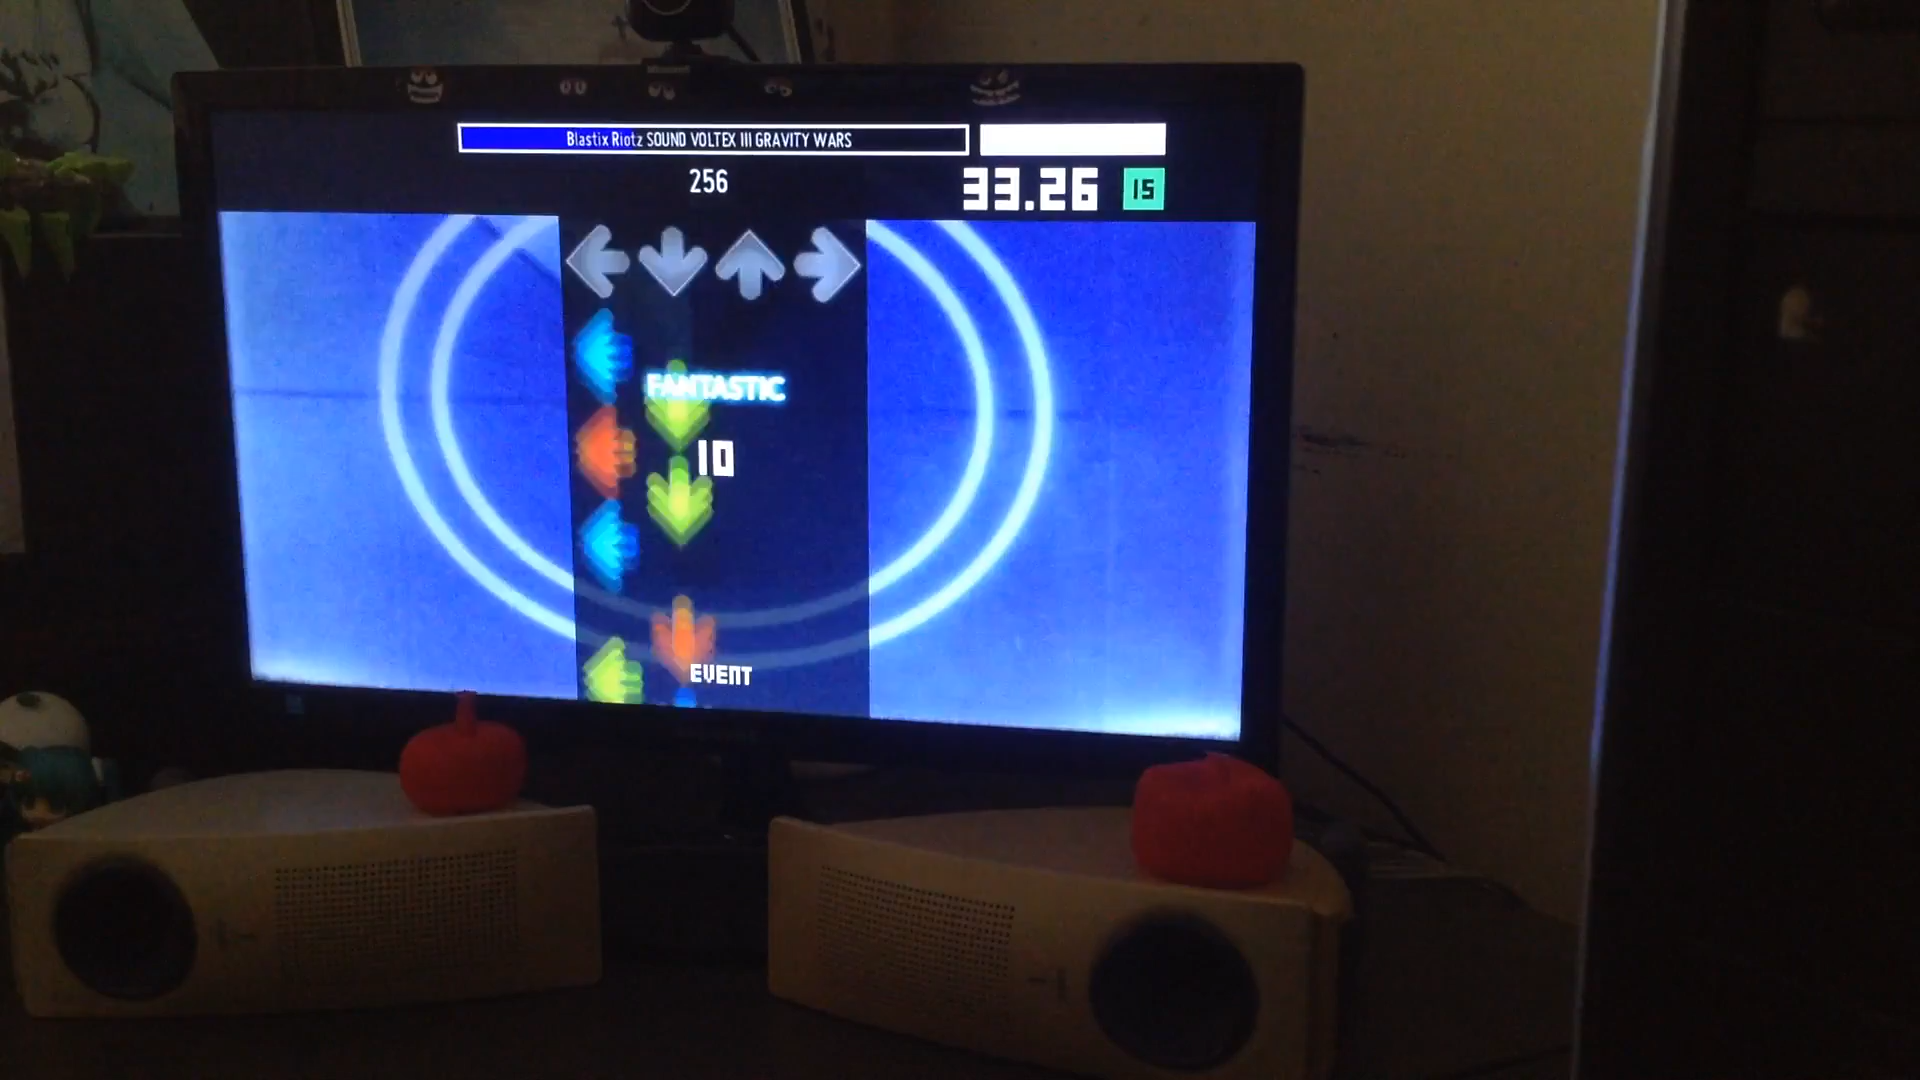 Blastix Riotz SOUND VOLTEX III GRAVITY WARS
256
33.26
15
FANTASTIC
10
EVENT